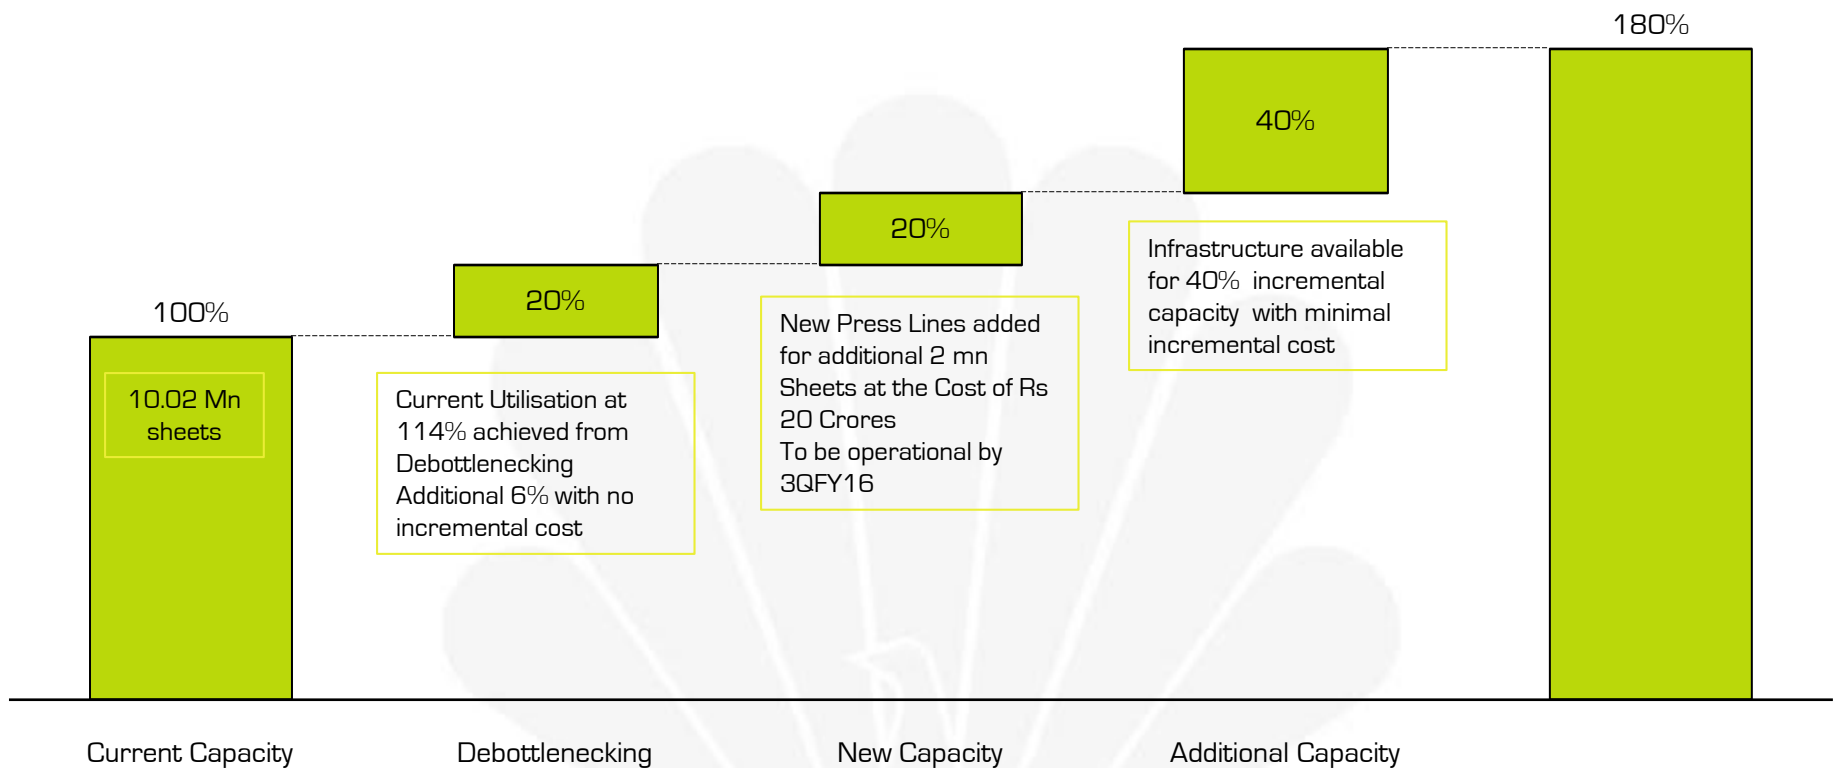 180%
40%
20%
Infrastructure available
for 40% incremental
capacity with minimal
incremental cost
20%
New Press Lines added
for additional 2 mn
Sheets at the Cost of Rs
20 Crores
To be operational by
3QFY16
100%
10.02 Mn
sheets
Current Utilisation at
114% achieved from
Debottlenecking
Additional 6% with no
incremental cost
Current Capacity
Debottlenecking
New Capacity
Additional Capacity